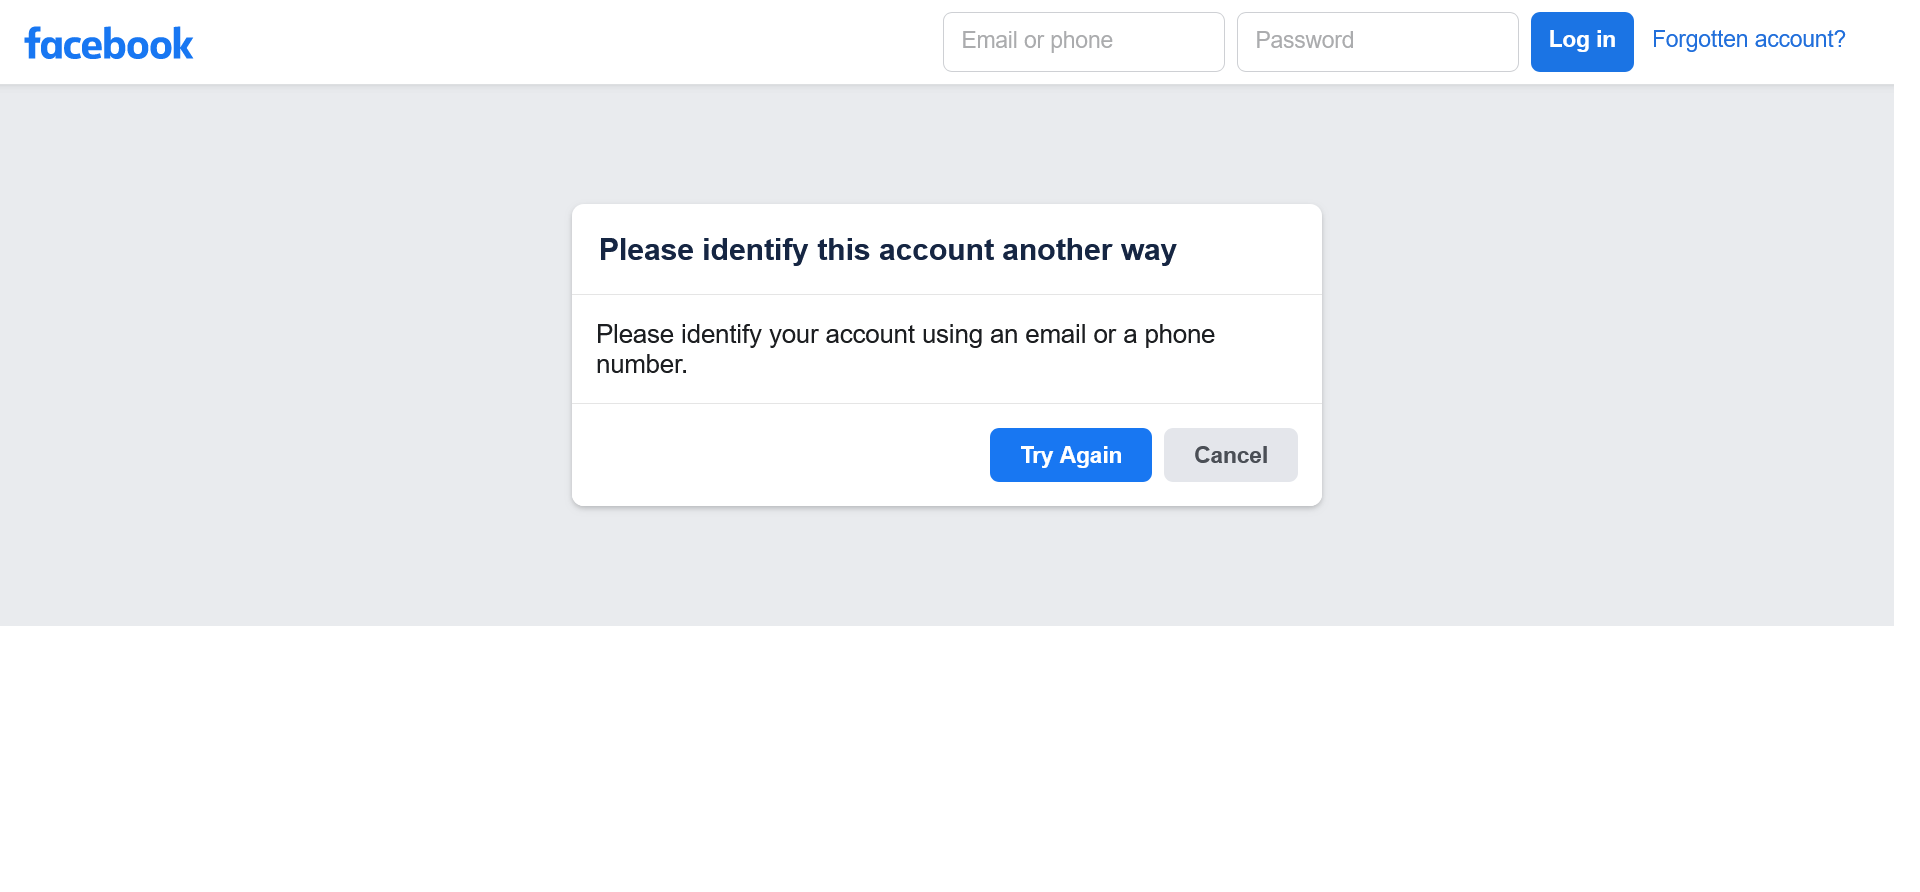 facebook
Email or phone
Password
Log in
Forgotten account?
Please identify this account another way
Please identify your account using an email or a phone
number.
Try Again
Cancel